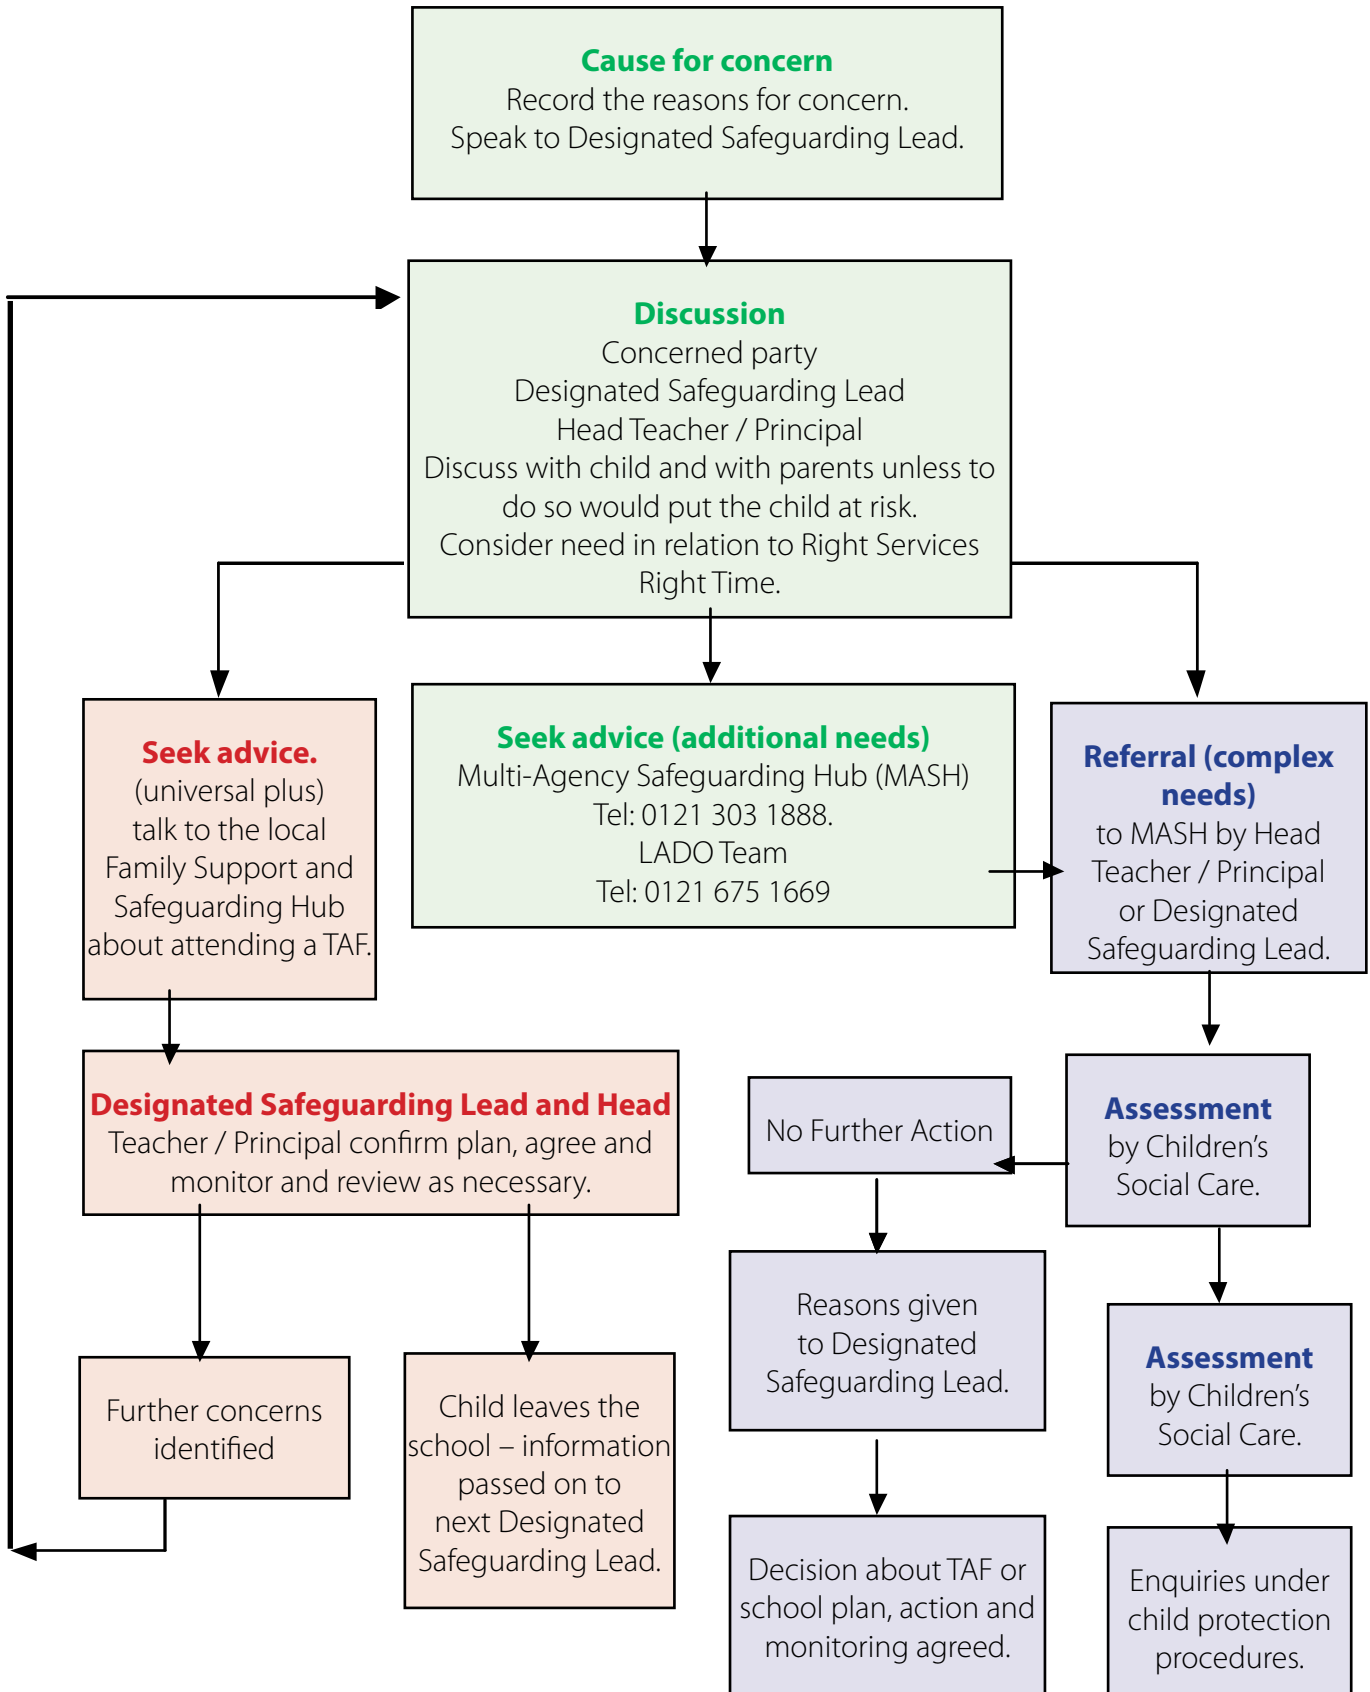 Cause for concern
Record the reasons for concern.
Speak to Designated Safeguarding Lead.
Discussion
Concerned party
Designated Safeguarding Lead
Head Teacher / Principal
Discuss with child and with parents unless to
do so would put the child at risk.
Consider need in relation to Right Services
Right Time.
Seek advice.
(universal plus)
talk to the local
Family Support and
Safeguarding Hub
about attending a TAF.
Seek advice (additional needs)
Multi-Agency Safeguarding Hub (MASH)
Tel: 0121 303 1888.
LADO Team
Tel: 0121 675 1669
Referral (complex
needs)
to MASH by Head
Teacher / Principal
or Designated
Safeguarding Lead.
Designated Safeguarding Lead and Head
Teacher / Principal confirm plan, agree and
monitor and review as necessary.
No Further Action
Assessment
by Children's
Social Care.
Further concerns
identified
Child leaves the
school – information
passed on to
next Designated
Safeguarding Lead.
Reasons given
to Designated
Safeguarding Lead.
Assessment
by Children's
Social Care.
Decision about TAF or
school plan, action and
monitoring agreed.
Enquiries under
child protection
procedures.